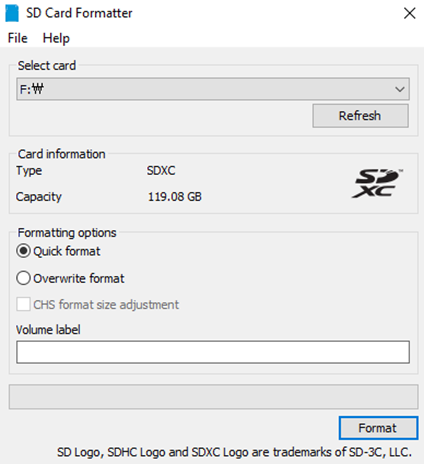 SD Card Formatter
File Help
Select card
F:₩
Refresh
Card information
Type SDXC
Capacity 119.08 GB
SD
XC
TM
Formatting options
Quick format
Overwrite format
CHS format size adjustment
Volume label
Format
SD Logo, SDHC Logo and SDXC Logo are trademarks of SD-3C, LLC.